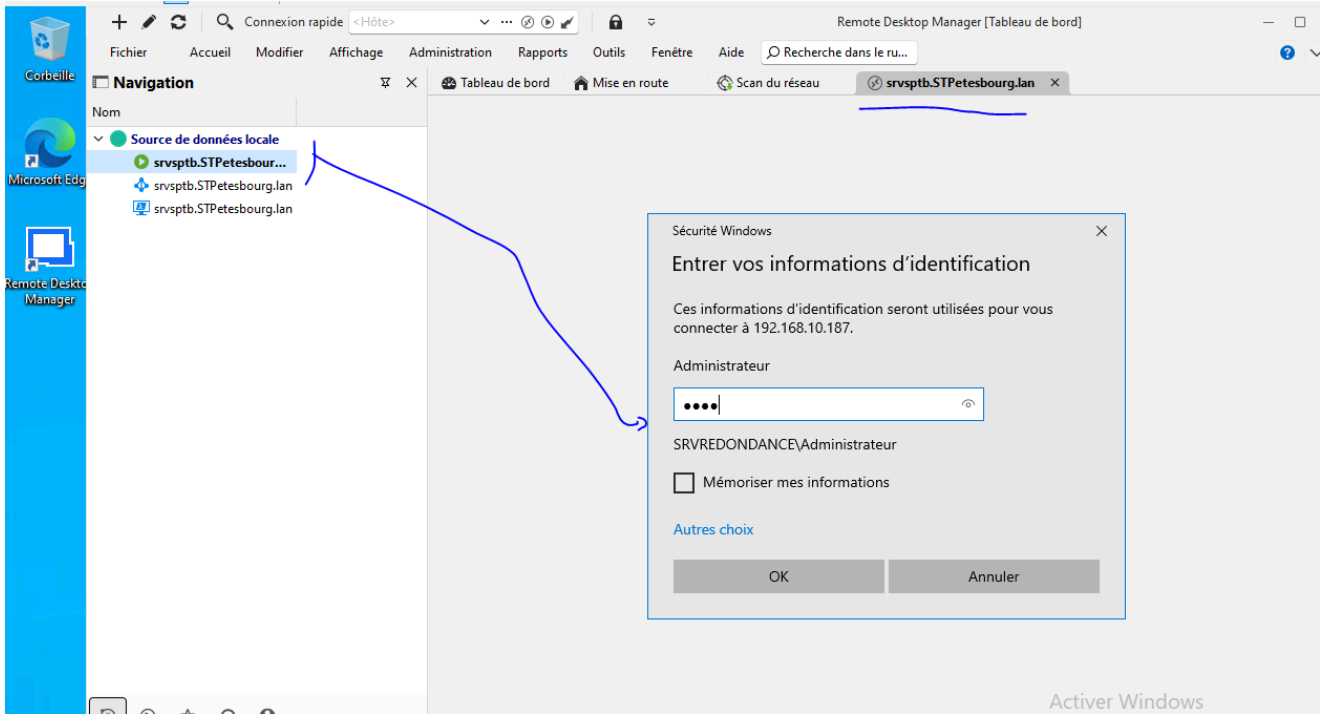 Connexion rapide <Hôte>
Remote Desktop Manager [Tableau de bord]
Fichier Accueil Modifier Affichage Administration Rapports Outils Fenêtre Aide Recherche dans le ru...
Corbeille
Navigation
Tableau de bord Mise en route Scan du réseau srvsptb.STPetesbourg.lan
Nom
Source de données locale
srvsptb.STPetesbour...
srvsptb.STPetesbourg.lan
srvsptb.STPetesbourg.lan
Microsoft Edg
Remote Deskto
Manager
Sécurité Windows
Entrer vos informations d'identification
Ces informations d'identification seront utilisées pour vous
connecter à 192.168.10.187.
Administrateur
SRVREDONDANCE\Administrateur
Mémoriser mes informations
Autres choix
OK Annuler
Activer Windows